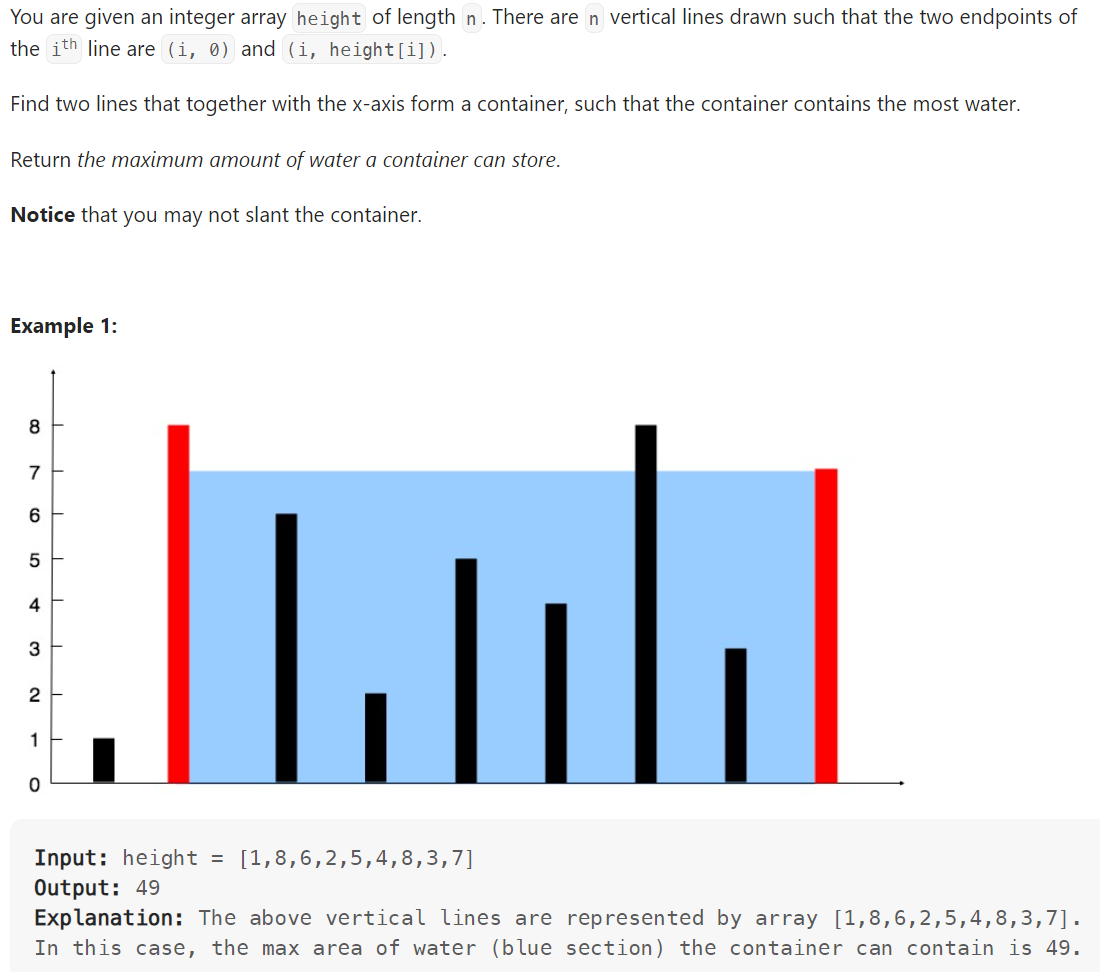 You are given an integer array height of length n. There are n vertical lines drawn such that the two endpoints of
the ith line are (i, 0) and (i, height[i]).
Find two lines that together with the x-axis form a container, such that the container contains the most water.
Return the maximum amount of water a container can store.
Notice that you may not slant the container.
Example 1:
8
7
6
5
4
3
2
1
0
Input: height = [1,8,6,2,5,4,8,3,7]
Output: 49
Explanation: The above vertical lines are represented by array [1,8,6,2,5,4,8,3,7].
In this case, the max area of water (blue section) the container can contain is 49.